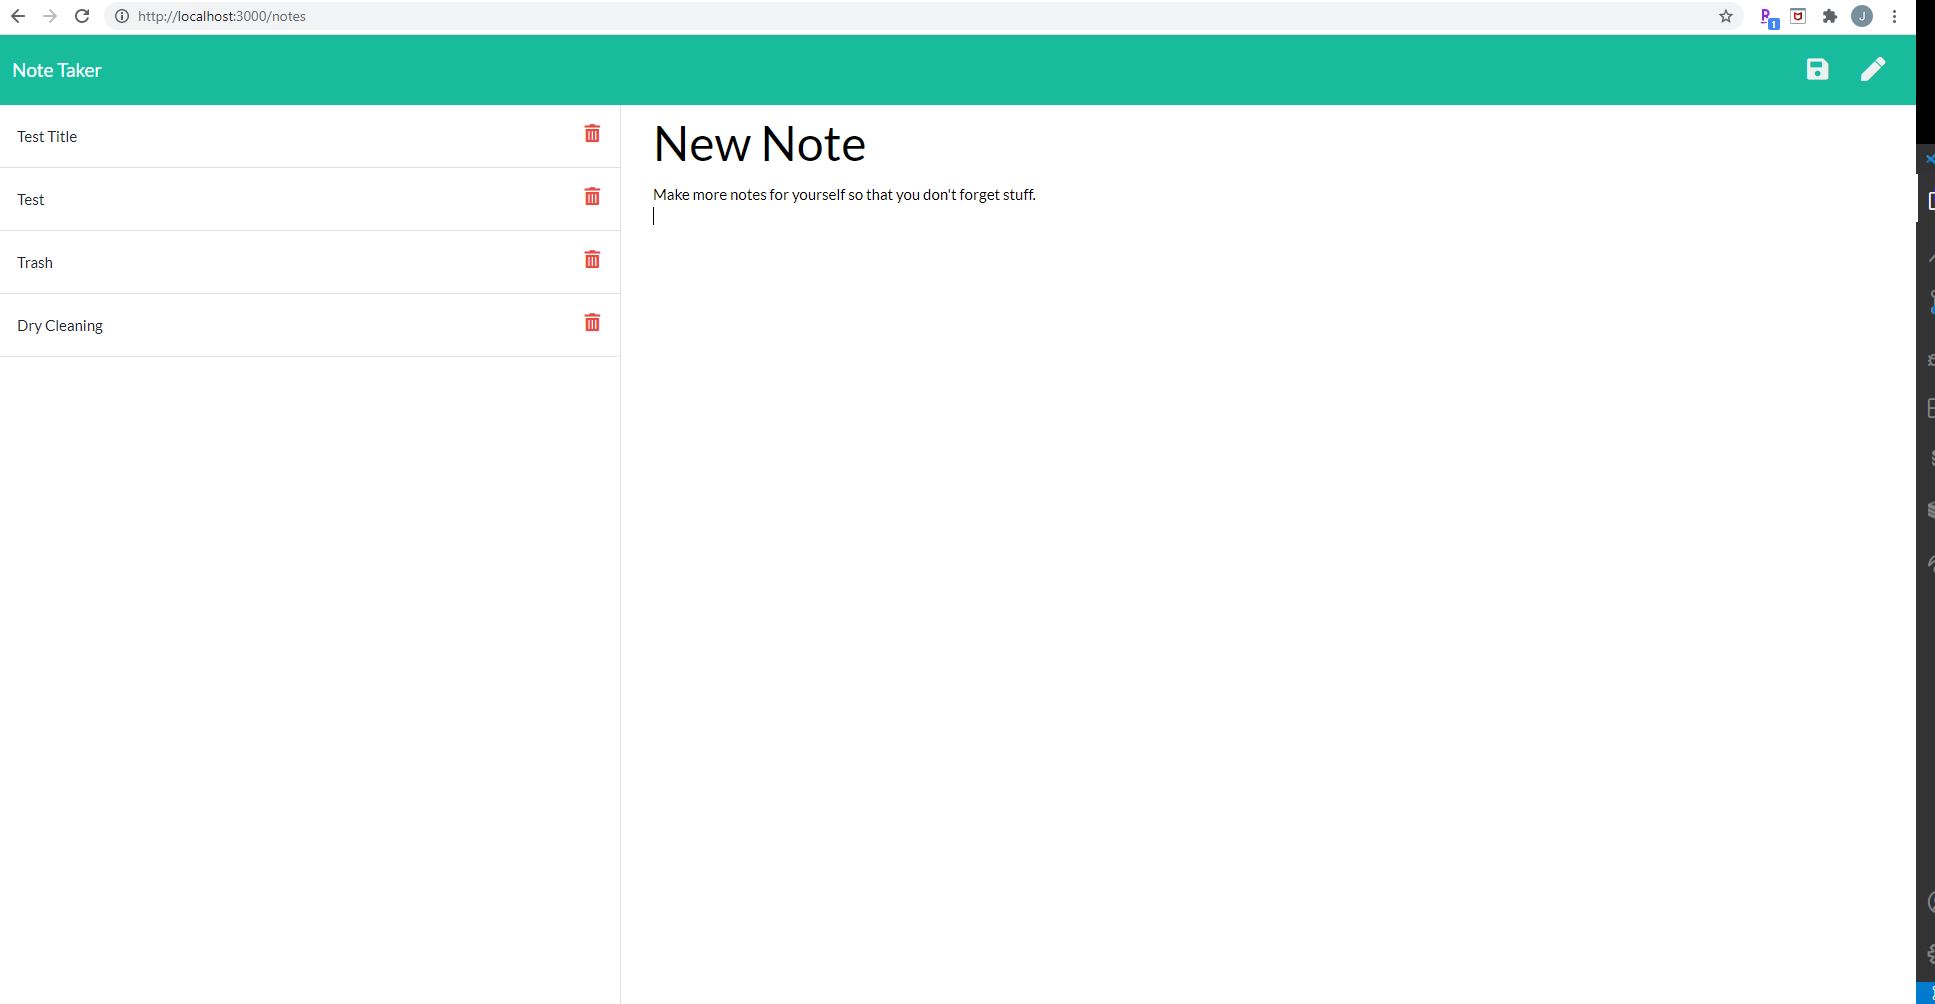 http://localhost:3000/notes
1
J
Note Taker
Test Title
Test
Trash
Dry Cleaning
New Note
Make more notes for yourself so that you don't forget stuff.